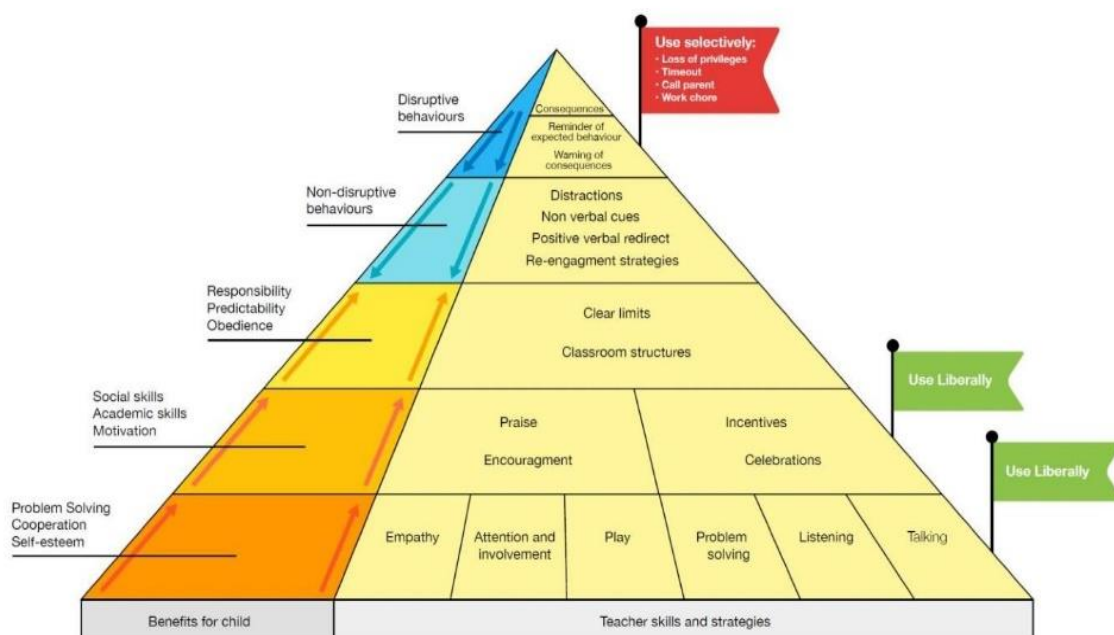 Use selectively:
• Loss of privileges
• Timeout
• Call parent
• Work chore
Disruptive
behaviours
Consequences
Reminder of
expected behaviour
Warning of
consequences
Non-disruptive
behaviours
Distractions
Non verbal cues
Positive verbal redirect
Re-engagment strategies
Responsibility
Predictability
Obedience
Clear limits
Classroom structures
Use Liberally
Social skills
Academic skills
Motivation
Praise
Encouragment
Incentives
Celebrations
Use Liberally
Problem Solving
Cooperation
Self-esteem
Empathy
Attention and
involvement
Play
Problem
solving
Listening
Talking
Benefits for child
Teacher skills and strategies